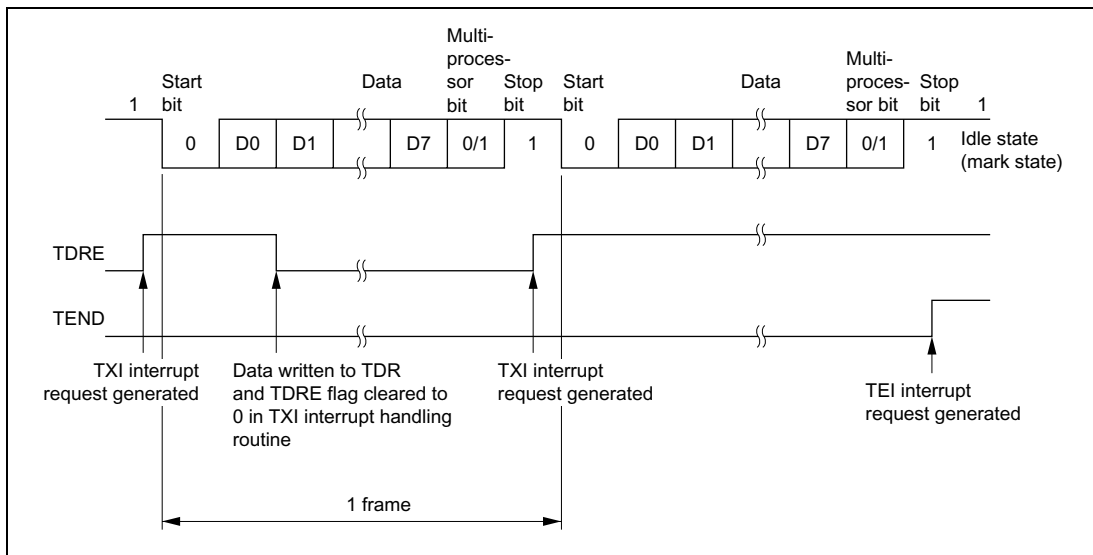 Multi-
proces-
sor
bit
Start
bit
Data
Stop
bit
Start
bit
Data
Multi-
proces-
sor bit
Stop
bit
1
1
0 D0 D1 D7 0/1 1 0 D0 D1 D7 0/1 1
Idle state
(mark state)
TDRE
TEND
TXI interrupt
request generated
Data written to TDR
and TDRE flag cleared to
0 in TXI interrupt handling
routine
TXI interrupt
request generated
TEI interrupt
request generated
1 frame